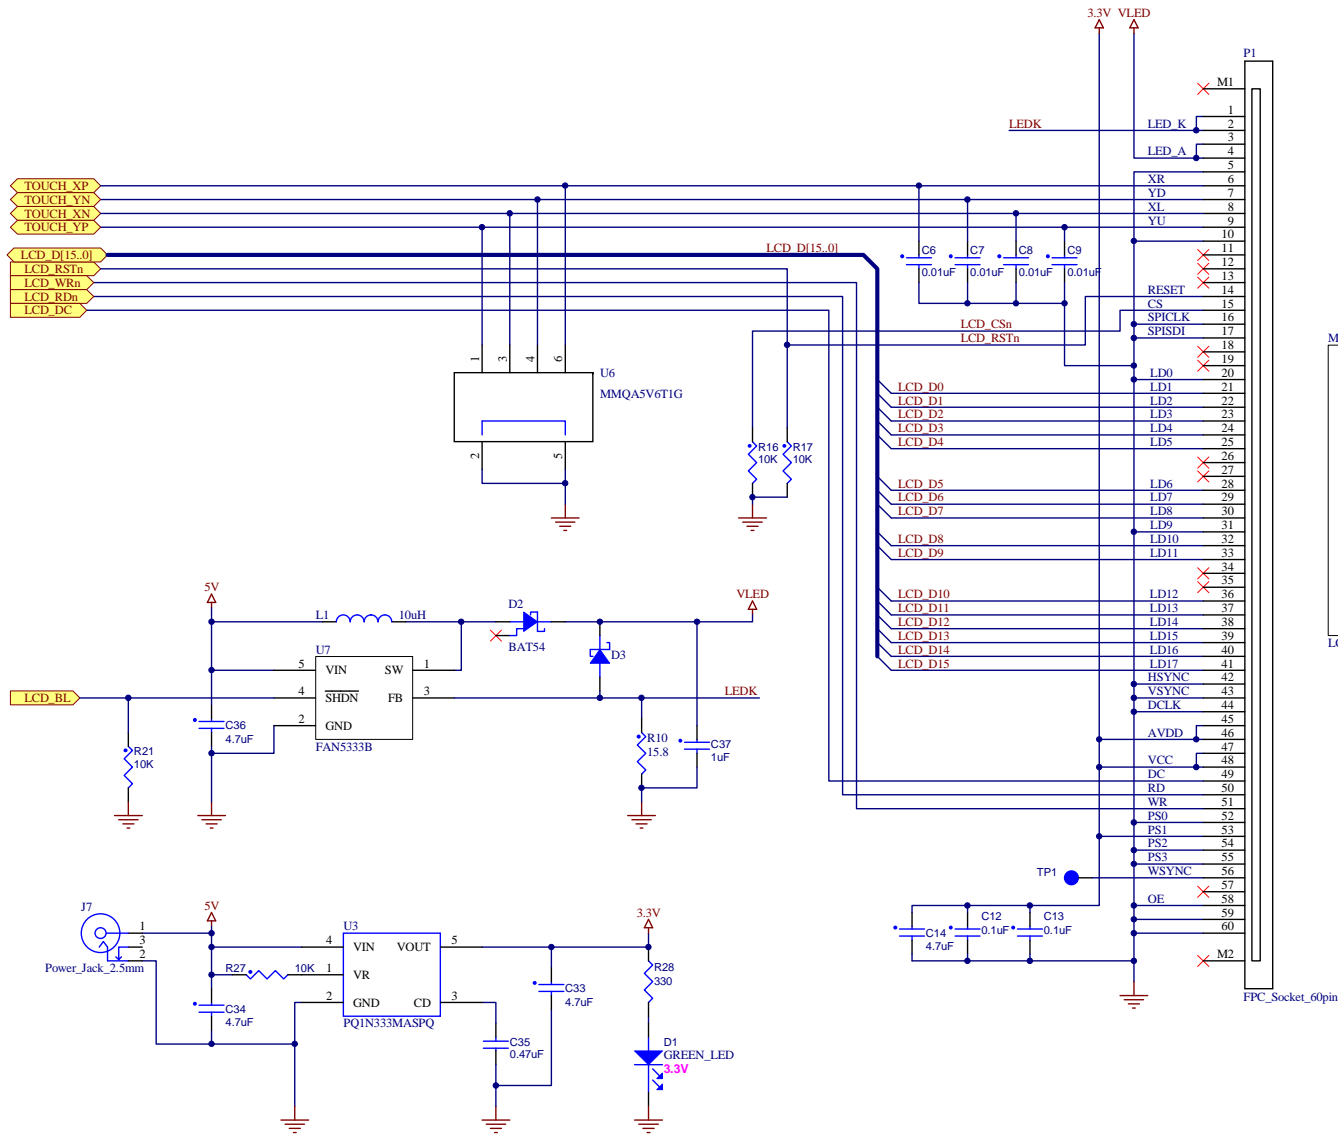 3.3V VLED
P1
M1
1
LEDK LED_K 2
3
LED_A 4
5
TOUCH_XP XR 6
TOUCH_YN YD 7
TOUCH_XN XL 8
TOUCH_YP YU 9
10
LCD_D[15..0] LCD_D[15..0] C6 C7 C8 C9 11
LCD_RSTn 0.01uF 0.01uF 0.01uF 0.01uF 12
LCD_WRn 13
LCD_RDn RESET 14
LCD_DC CS 15
LCD_CSn SPICLK 16
LCD_RSTn SPISDI 17
18
19
LD0 20
LCD_D0 LD1 21
LCD_D1 LD2 22
LCD_D2 LD3 23
LCD_D3 LD4 24
LCD_D4 LD5 25
26
27
LCD_D5 LD6 28
LCD_D6 LD7 29
LCD_D7 LD8 30
LD9 31
LCD_D8 LD10 32
LCD_D9 LD11 33
34
35
LCD_D10 LD12 36
LCD_D11 LD13 37
LCD_D12 LD14 38
LCD_D13 LD15 39
LCD_D14 LD16 40
LCD_D15 LD17 41
HSYNC 42
VSYNC 43
DCLK 44
45
AVDD 46
47
VCC 48
DC 49
RD 50
WR 51
PS0 52
PS1 53
PS2 54
PS3 55
TP1 WSYNC 56
57
OE 58
59
60
M2
FPC_Socket_60pin
M
LC
1 3 4 6
U6
MMQA5V6T1G
2 5
R16 R17
10K 10K
5V
L1 10uH
D2
BAT54
VLED
D3
U7
5 VIN SW 1
LCD_BL 4 SHDN FB 3 LEDK
2 GND
FAN5333B
C36
4.7uF
R21
10K
R10
15.8
C37
1uF
C14 C12 C13
4.7uF 0.1uF 0.1uF
J7
1
3
2
Power_Jack_2.5mm
5V
U3
4 VIN VOUT 5
R27 10K 1 VR
2 GND CD 3
PQ1N333MASPQ
C34
4.7uF
C33
4.7uF
C35
0.47uF
3.3V
R28
330
D1
GREEN_LED
3.3V